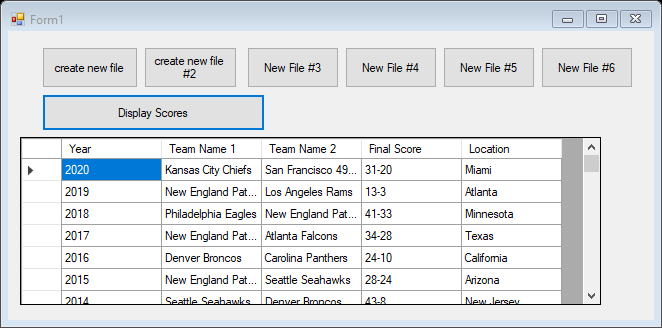 Form1
create new file
create new file #2
New File #3
New File #4
New File #5
New File #6
Display Scores
Year Team Name 1 Team Name 2 Final Score Location
2020 Kansas City Chiefs San Francisco 49... 31-20 Miami
2019 New England Pat... Los Angeles Rams 13-3 Atlanta
2018 Philadelphia Eagles New England Pat... 41-33 Minnesota
2017 New England Pat... Atlanta Falcons 34-28 Texas
2016 Denver Broncos Carolina Panthers 24-10 California
2015 New England Pat... Seattle Seahawks 28-24 Arizona
2014 Seattle Seahawks Denver Broncos 43-8 New Jersey